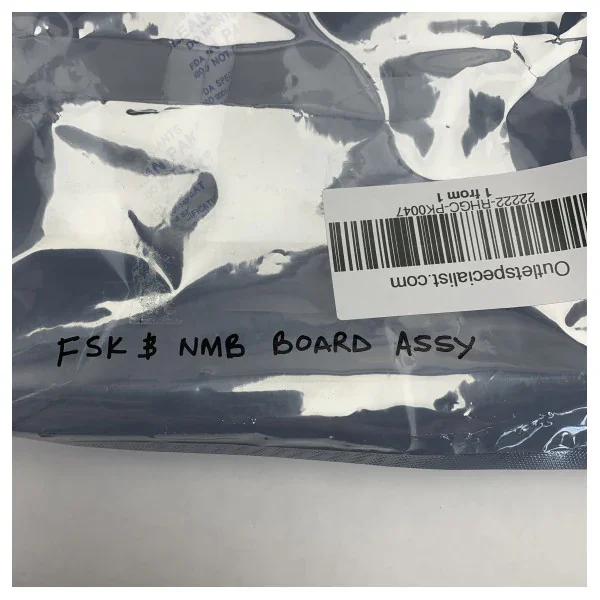 FSK $ NMB BOARD ASSY
Outletspecialist.com
22222-RHGC-PK0047
1 from 1